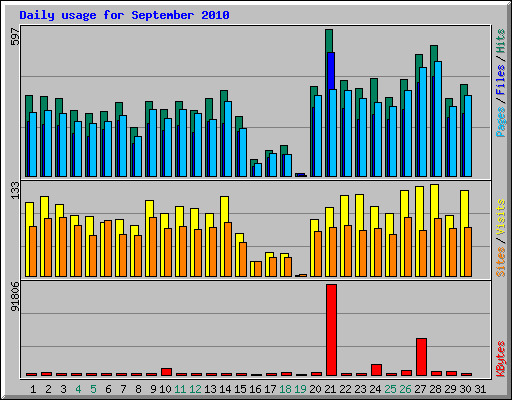 Daily usage for September 2010
597
Pages / Files / Hits
133
Sites / Visits
91806
KBytes
1 2 3 4 5 6 7 8 9 10 11 12 13 14 15 16 17 18 19 20 21 22 23 24 25 26 27 28 29 30 31